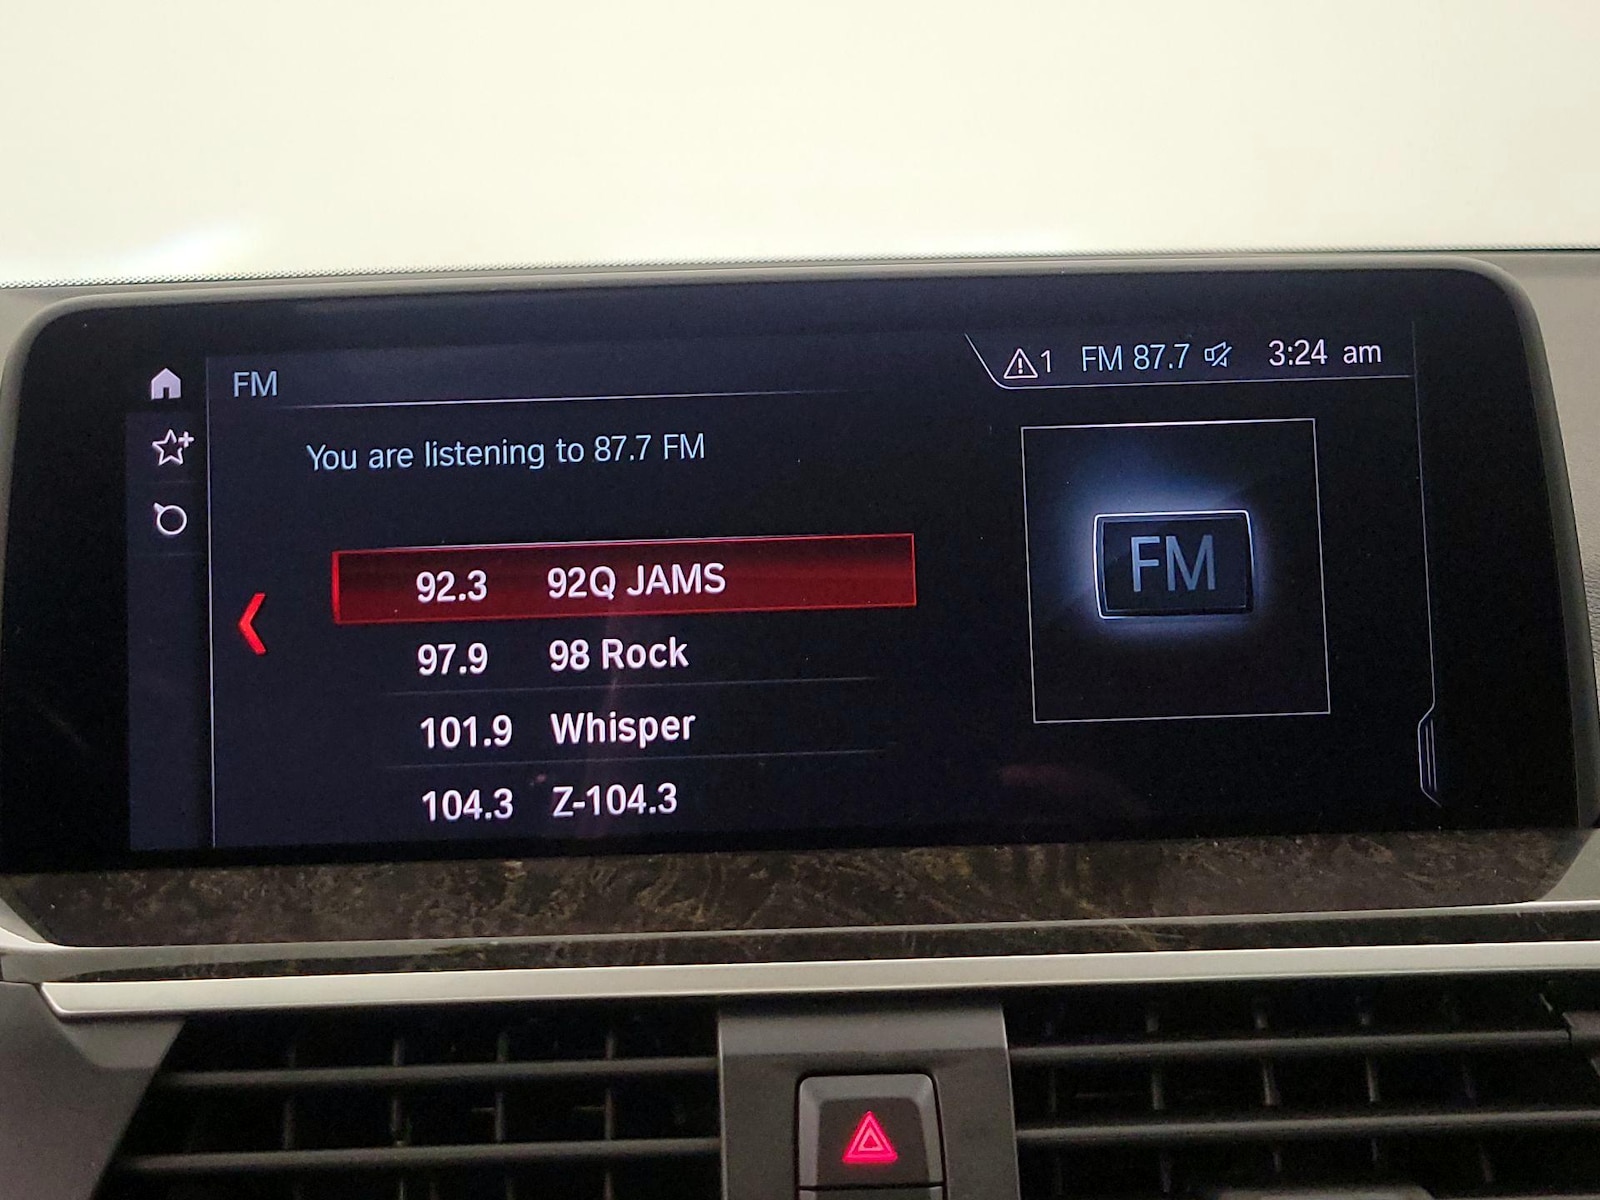 FM
1 FM 87.7 3:24 am
You are listening to 87.7 FM
92.3 92Q JAMS
97.9 98 Rock
101.9 Whisper
104.3 Z-104.3
FM